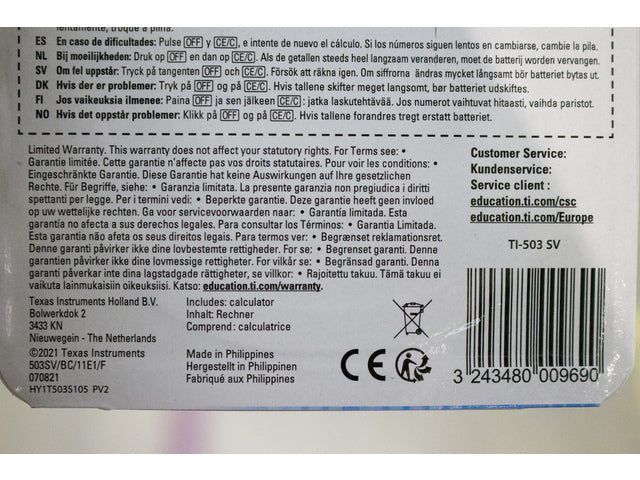 lentamente, troque a pilha.
ES En caso de dificultades: Pulse OFF y CE/C, e intente de nuevo el cálculo. Si los números siguen lentos en cambiarse, cambie la pila.
NL Bij moeilijkheden: Druk op OFF en dan op CE/C. Als de getallen steeds heel langzaam veranderen, moet de batterij worden vervangen.
SV Om fel uppstår: Tryck på tangenten OFF och CE/C. Försök att räkna igen. Om siffrorna ändras mycket långsamt bör batteriet bytas ut.
DK Hvis der er problemer: Tryk på OFF og på CE/C. Hvis tallene skifter meget langsomt, bør batteriet udskiftes.
FI Jos vaikeuksia ilmenee: Paina OFF ja sen jälkeen CE/C: jatka laskutehtävää. Jos numerot vaihtuvat hitaasti, vaihda paristo.
NO Hvis det oppstår problemer: Klikk på OFF og på CE/C. Hvis tallene forandres tregt erstatt batteriet.
Limited Warranty. This warranty does not affect your statutory rights. For Terms see: •
Garantie limitée. Cette garantie n'affecte pas vos droits statutaires. Pour voir les conditions: •
Eingeschränkte Garantie. Diese Garantie hat keine Auswirkungen auf Ihre gesetzlichen
Rechte. Für Begriffe, siehe: • Garanzia limitata. La presente garanzia non pregiudica i diritti
spettanti per legge. Per i termini vedi: • Beperkte garantie. Deze garantie heeft geen invloed
op uw wettelijke rechten. Ga voor servicevoorwaarden naar: • Garantía limitada. Esta
garantía no afecta a sus derechos legales. Para consultar los Términos: • Garantia Limitada.
Esta garantia não afeta os seus direitos legais. Para termos ver: • Begrænset reklamationsret.
Denne garanti påvirker ikke dine lovbestemte rettigheder. For se: • Begrenset garanti. Denne
garantien påvirker ikke dine lovmessige rettigheter. For vilkår se: • Begränsad garanti. Denna
garanti påverkar inte dina lagstadgade rättigheter, se villkor: • Rajoitettu takuu. Tämä takuu ei
vaikuta lainmukaisiin oikeuksiisi. Katso: education.ti.com/warranty.
Customer Service:
Kundenservice:
Service client :
education.ti.com/csc
education.ti.com/Europe
TI-503 SV
Texas Instruments Holland B.V.
Bolwerkdok 2
3433 KN
Nieuwegein - The Netherlands
©2021 Texas Instruments
503SV/BC/11E1/F
070821
HY1T503S105 PV2
Includes: calculator
Inhalt: Rechner
Comprend: calculatrice
Made in Philippines
Hergestellt in Philippinen
Fabriqué aux Philippines
CE
3 243480 009690